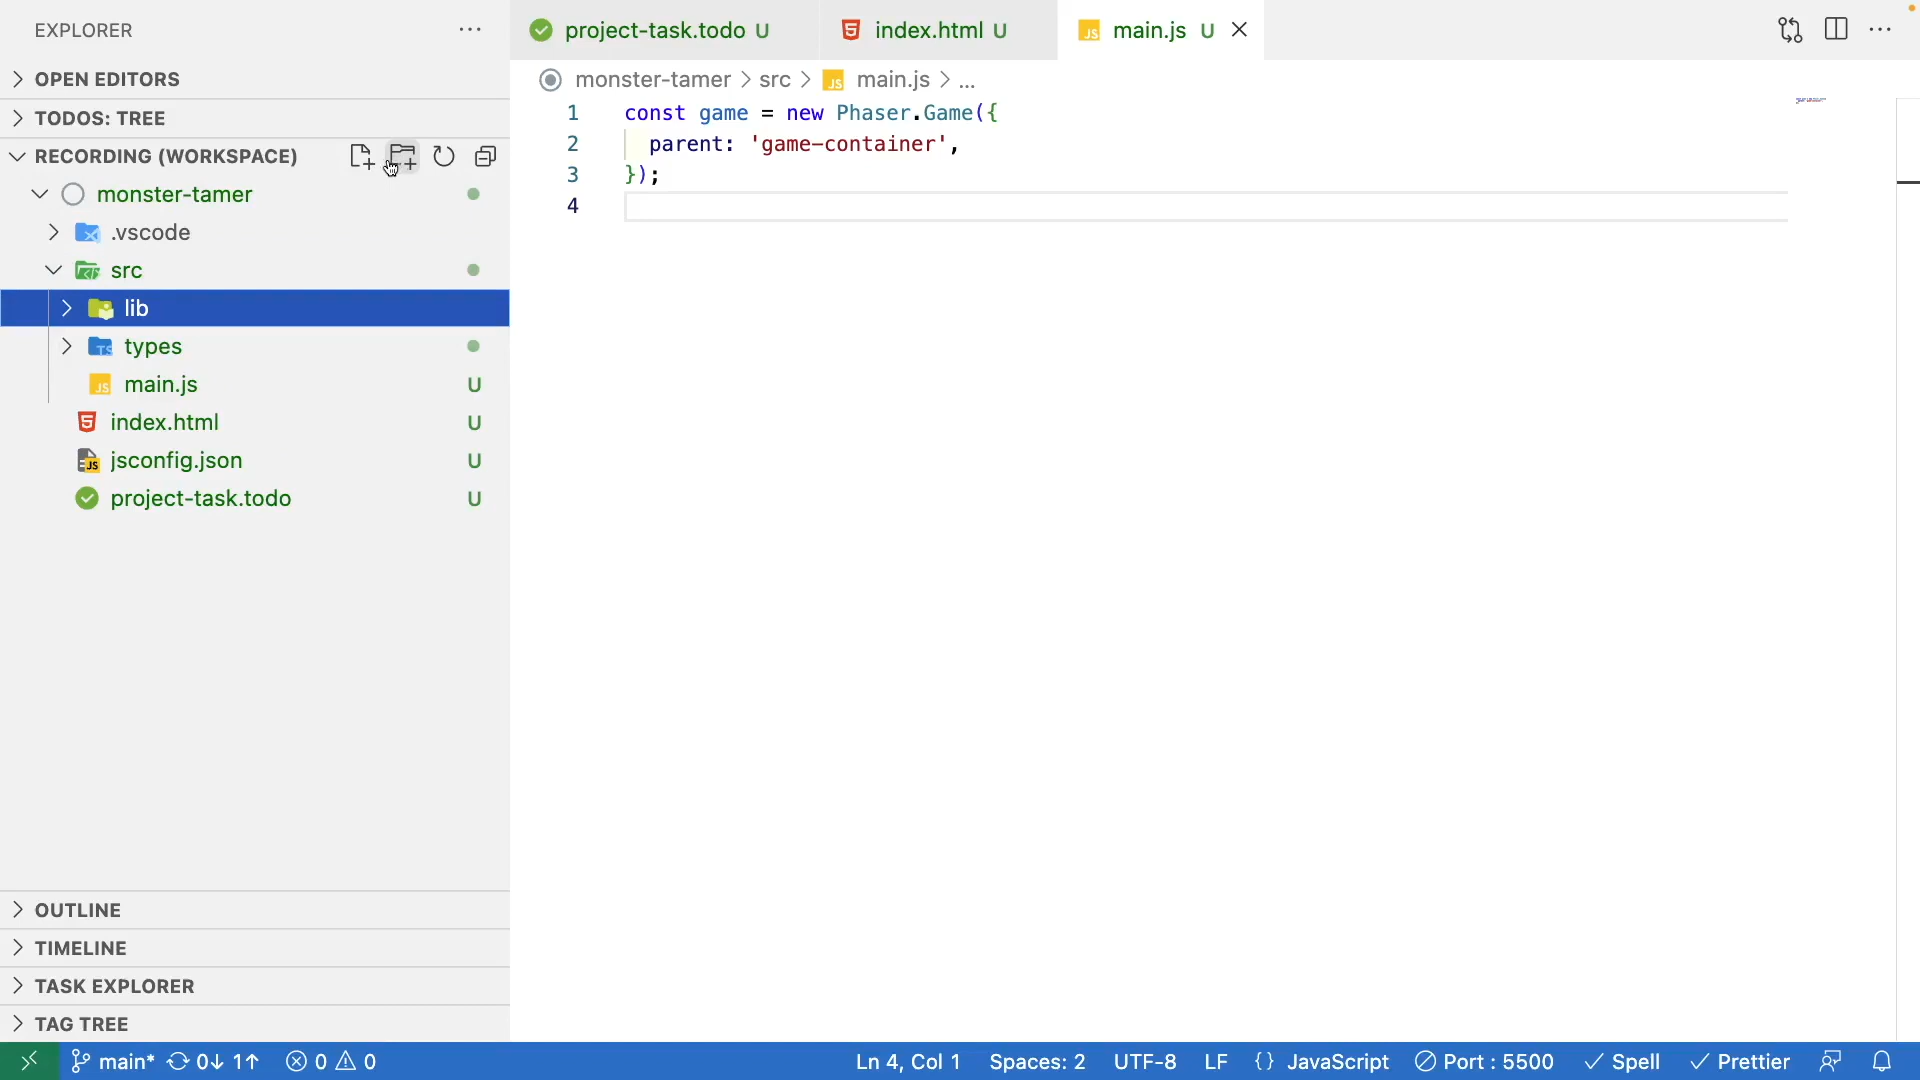 EXPLORER
OPEN EDITORS
TODOS: TREE
RECORDING (WORKSPACE)
monster-tamer
.vscode
src
lib
types
main.js U
index.html U
jsconfig.json U
project-task.todo U
OUTLINE
TIMELINE
TASK EXPLORER
TAG TREE
project-task.todo U
index.html U
main.js U
monster-tamer > src > main.js > ...
1 const game = new Phaser.Game({
2 parent: 'game-container',
3 });
4
main* 0↓ 1↑ 0 0 Ln 4, Col 1 Spaces: 2 UTF-8 LF {} JavaScript Port : 5500 Spell Prettier